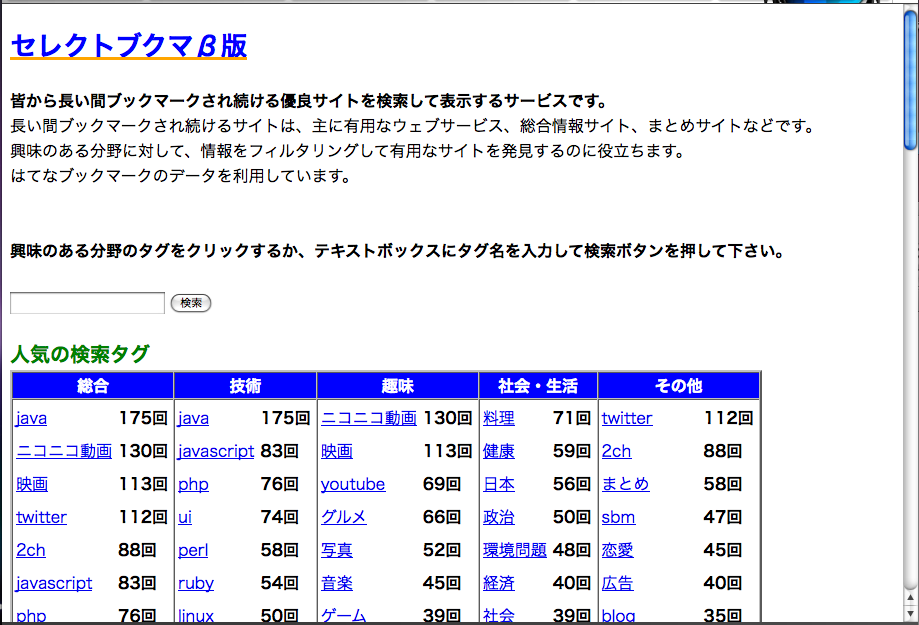 セレクトブクマβ版
皆から長い間ブックマークされ続ける優良サイトを検索して表示するサービスです。
長い間ブックマークされ続けるサイトは、主に有用なウェブサービス、総合情報サイト、まとめサイトなどです。
興味のある分野に対して、情報をフィルタリングして有用なサイトを発見するのに役立ちます。
はてなブックマークのデータを利用しています。
興味のある分野のタグをクリックするか、テキストボックスにタグ名を入力して検索ボタンを押して下さい。
検索
人気の検索タグ
総合 技術 趣味 社会・生活 その他
java 175回 java 175回 ニコニコ動画 130回 料理 71回 twitter 112回
ニコニコ動画 130回 javascript 83回 映画 113回 健康 59回 2ch 88回
映画 113回 php 76回 youtube 69回 日本 56回 まとめ 58回
twitter 112回 ui 74回 グルメ 66回 政治 50回 sbm 47回
2ch 88回 perl 58回 写真 52回 環境問題 48回 恋愛 45回
javascript 83回 ruby 54回 音楽 45回 経済 40回 広告 40回
php 76回 linux 50回 ゲーム 39回 社会 39回 blog 35回